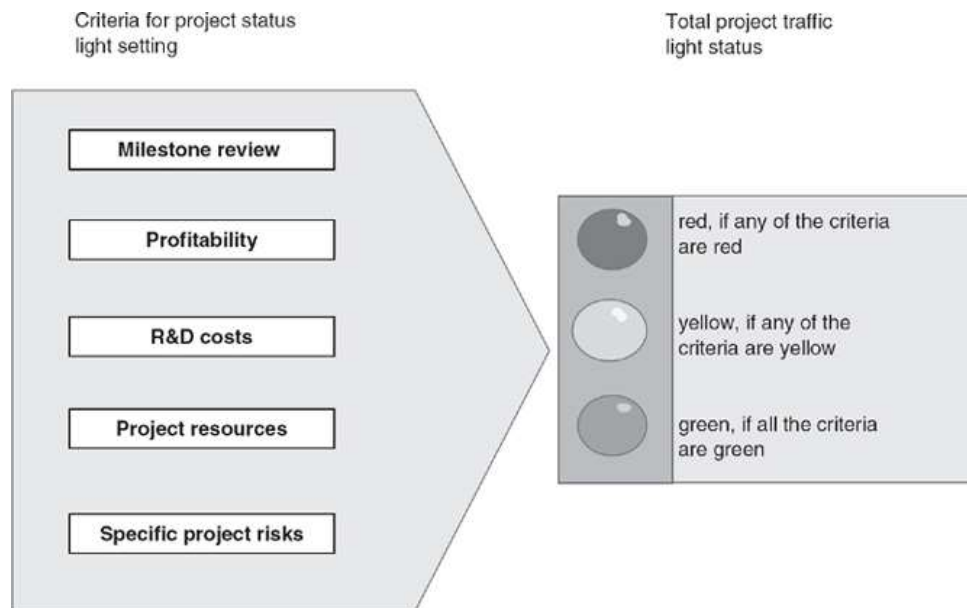 Criteria for project status
light setting
Total project traffic
light status
Milestone review
Profitability
R&D costs
Project resources
Specific project risks
red, if any of the criteria
are red
yellow, if any of the
criteria are yellow
green, if all the criteria
are green